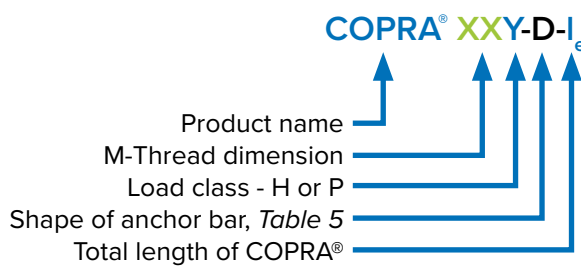 COPRA® XXY-D-lₑ
Product name
M-Thread dimension
Load class - H or P
Shape of anchor bar, Table 5
Total length of COPRA®